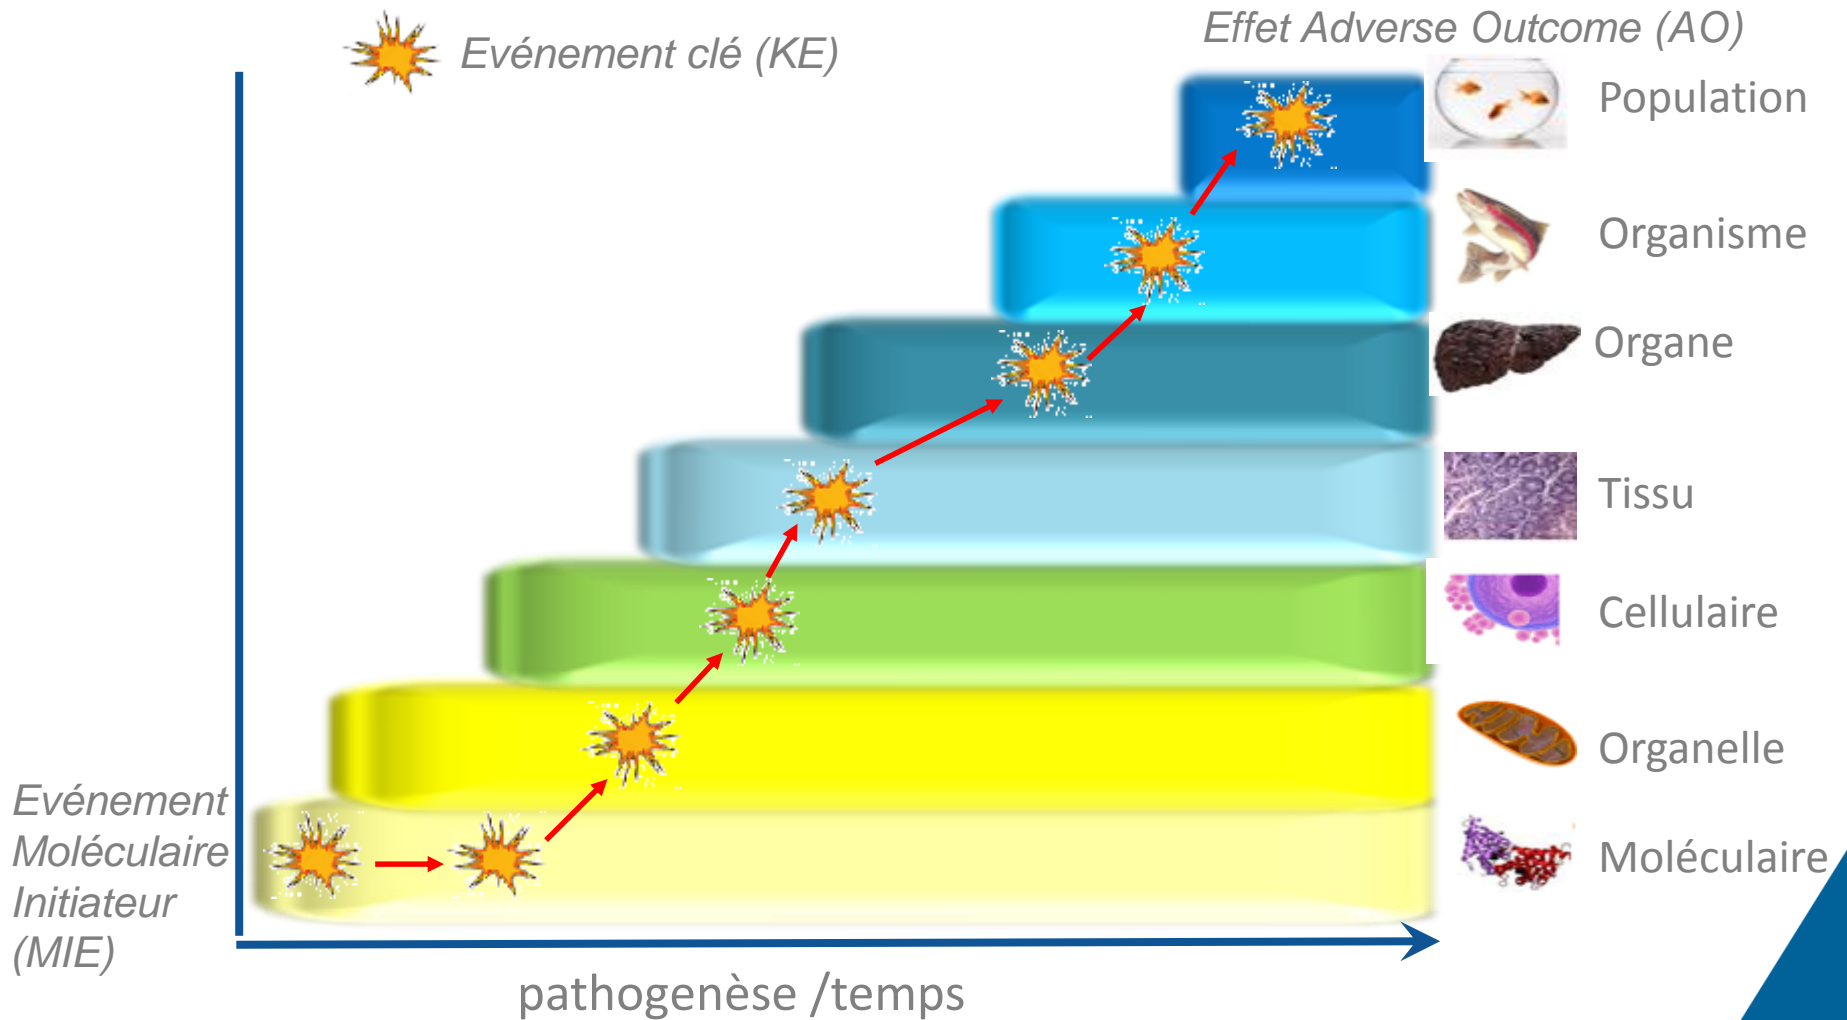 Evénement clé (KE)
Effet Adverse Outcome (AO)
Population
Organisme
Organe
Tissu
Cellulaire
Organelle
Moléculaire
Evénement
Moléculaire
Initiateur
(MIE)
pathogenèse /temps